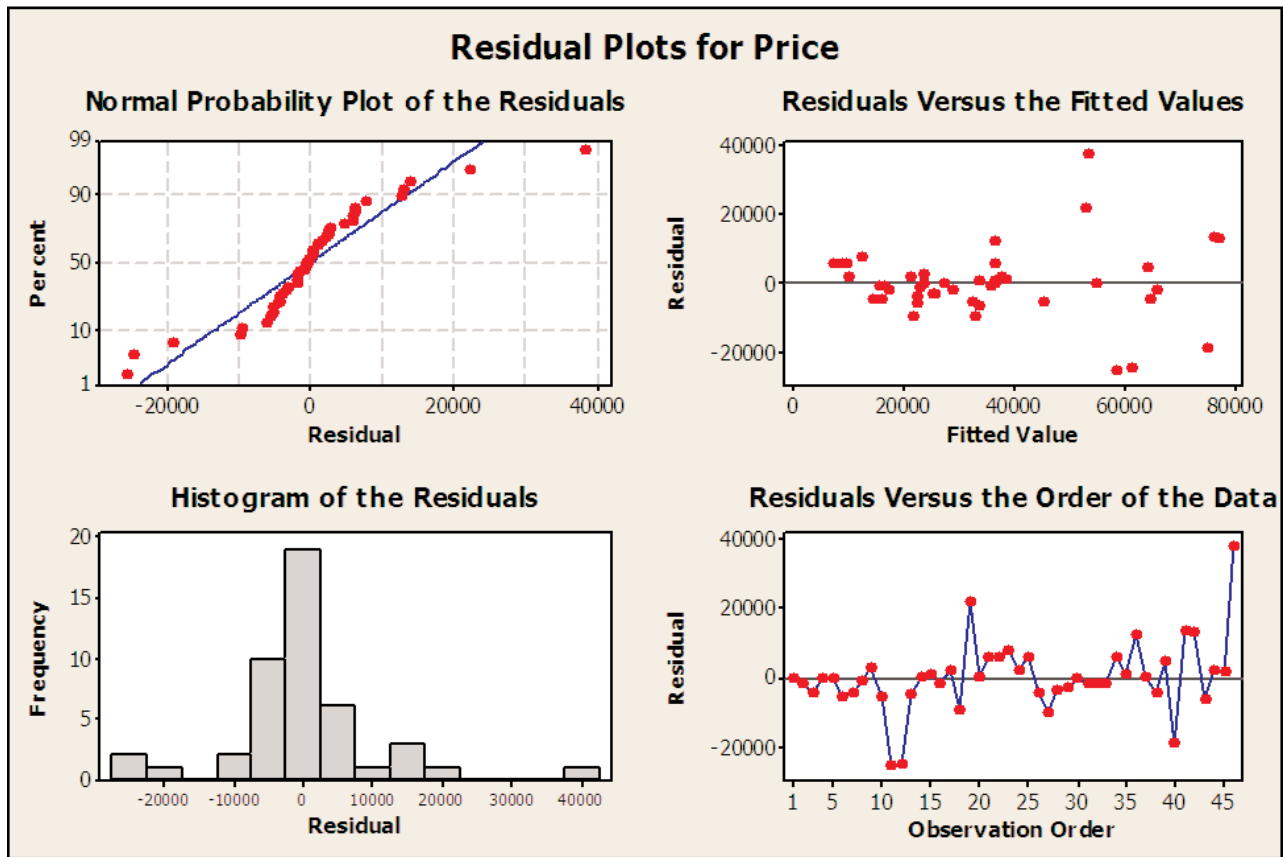 Residual Plots for Price
Normal Probability Plot of the Residuals
99
90
50
10
1
Per cent
-20000 0 20000 40000
Residual
Residuals Versus the Fitted Values
40000
20000
0
-20000
Residual
0 20000 40000 60000 80000
Fitted Value
Histogram of the Residuals
20
15
10
5
0
Frequency
-20000 -10000 0 10000 20000 30000 40000
Residual
Residuals Versus the Order of the Data
40000
20000
0
-20000
Residual
1 5 10 15 20 25 30 35 40 45
Observation Order